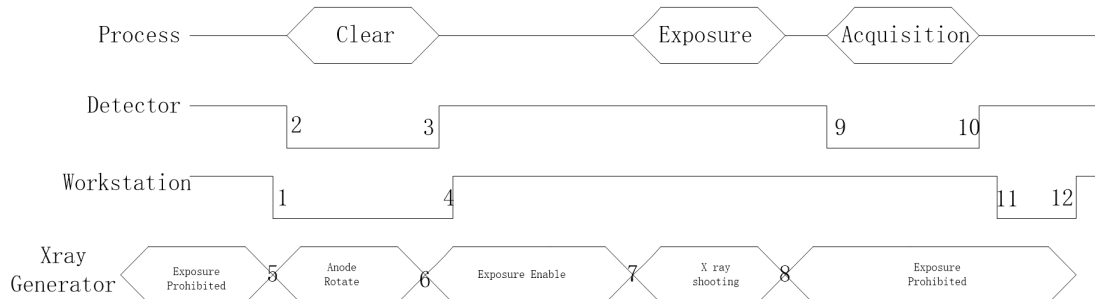 Process Clear Exposure Acquisition
Detector 2 3 9 10
Workstation 1 4 11 12
Xray
Generator
Exposure
Prohibited
5
Anode
Rotate
6
Exposure Enable
7
X ray
shooting
8
Exposure
Prohibited